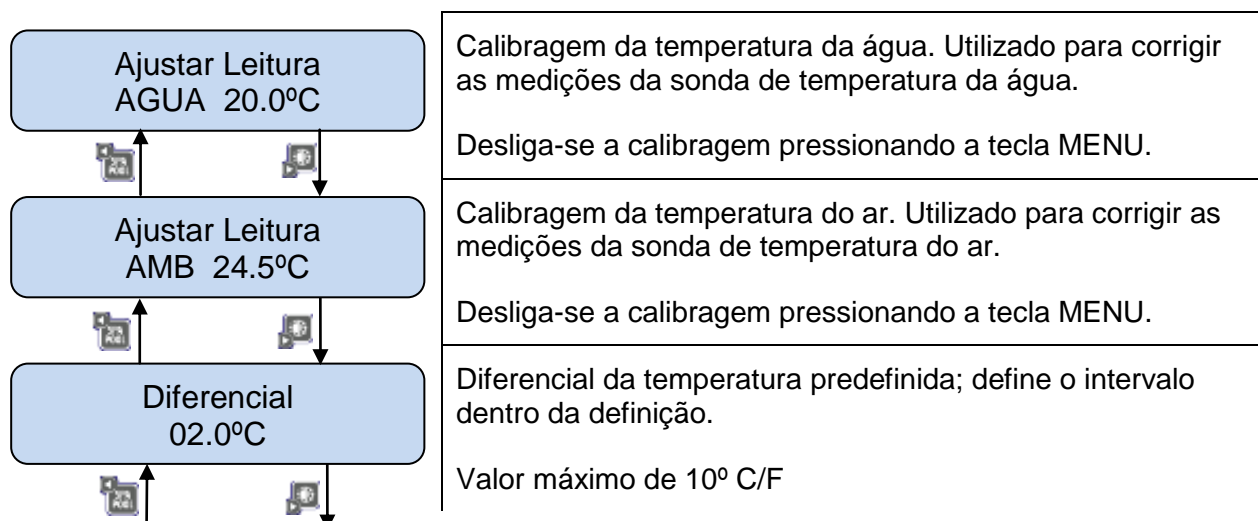 Ajustar Leitura
AGUA 20.0ºC
Calibragem da temperatura da água. Utilizado para corrigir
as medições da sonda de temperatura da água.
Desliga-se a calibragem pressionando a tecla MENU.
Ajustar Leitura
AMB 24.5ºC
Calibragem da temperatura do ar. Utilizado para corrigir as
medições da sonda de temperatura do ar.
Desliga-se a calibragem pressionando a tecla MENU.
Diferencial
02.0ºC
Diferencial da temperatura predefinida; define o intervalo
dentro da definição.
Valor máximo de 10º C/F